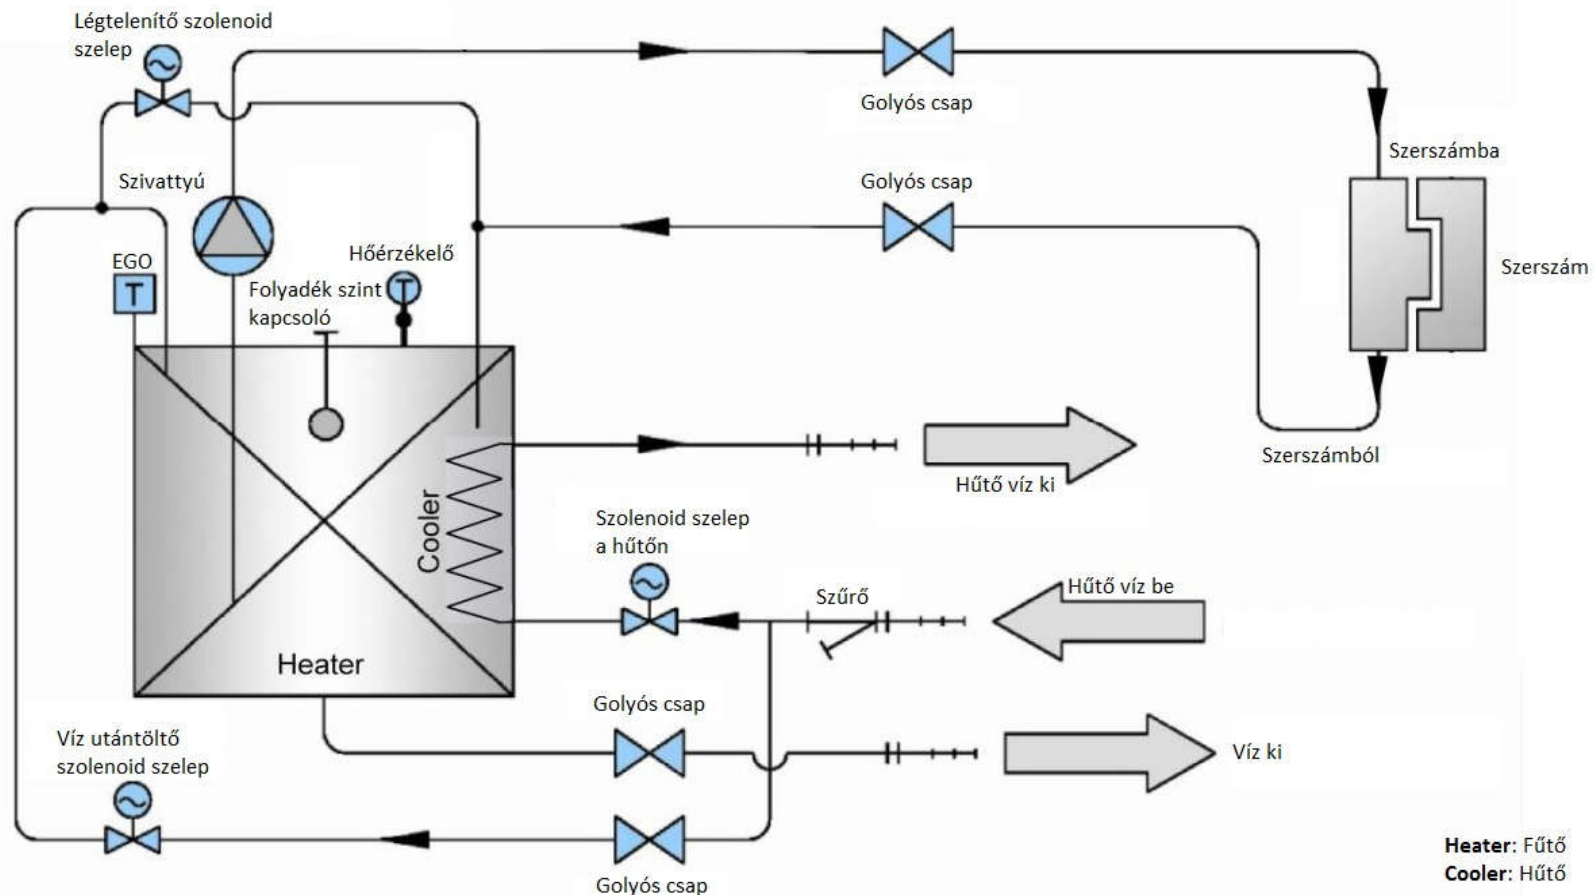 Légtelenítő szolenoid
szelep
Golyós csap
Szerszámba
Szivattyú
Golyós csap
EGO
T
Hőérzékelő
T
Folyadék szint
kapcsoló
Szerszám
Szerszámból
Hűtő víz ki
Cooler
Szolenoid szelep
a hűtőn
Szűrő
Hűtő víz be
Heater
Golyós csap
Víz utántöltő
szolenoid szelep
Víz ki
Golyós csap
Heater: Fűtő
Cooler: Hűtő